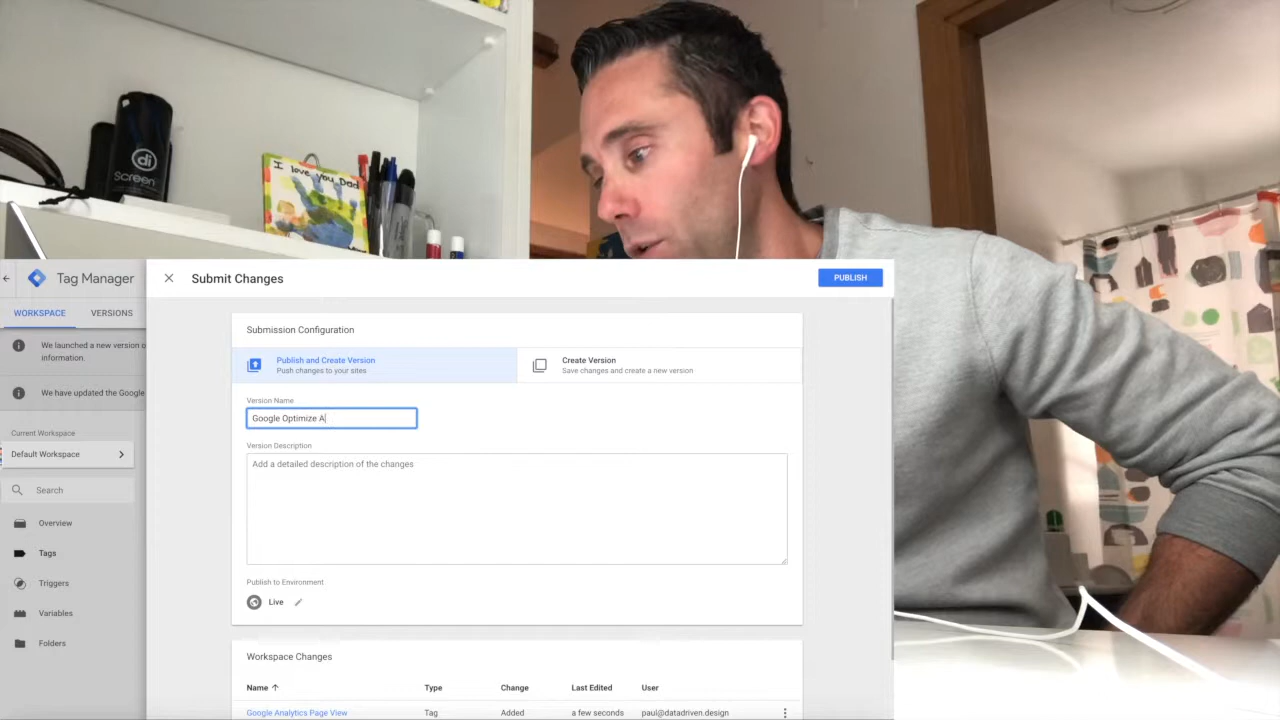 di
Screen
I love you Dad
Tag Manager
Submit Changes
PUBLISH
WORKSPACE
VERSIONS
We launched a new version o
information.
We have updated the Google
Current Workspace
Default Workspace
Search
Overview
Tags
Triggers
Variables
Folders
Submission Configuration
Publish and Create Version
Push changes to your sites
Create Version
Save changes and create a new version
Version Name
Google Optimize A
Version Description
Add a detailed description of the changes
Publish to Environment
Live
Workspace Changes
Name Type Change Last Edited User
Google Analytics Page View Tag Added a few seconds paul@datadriven.design